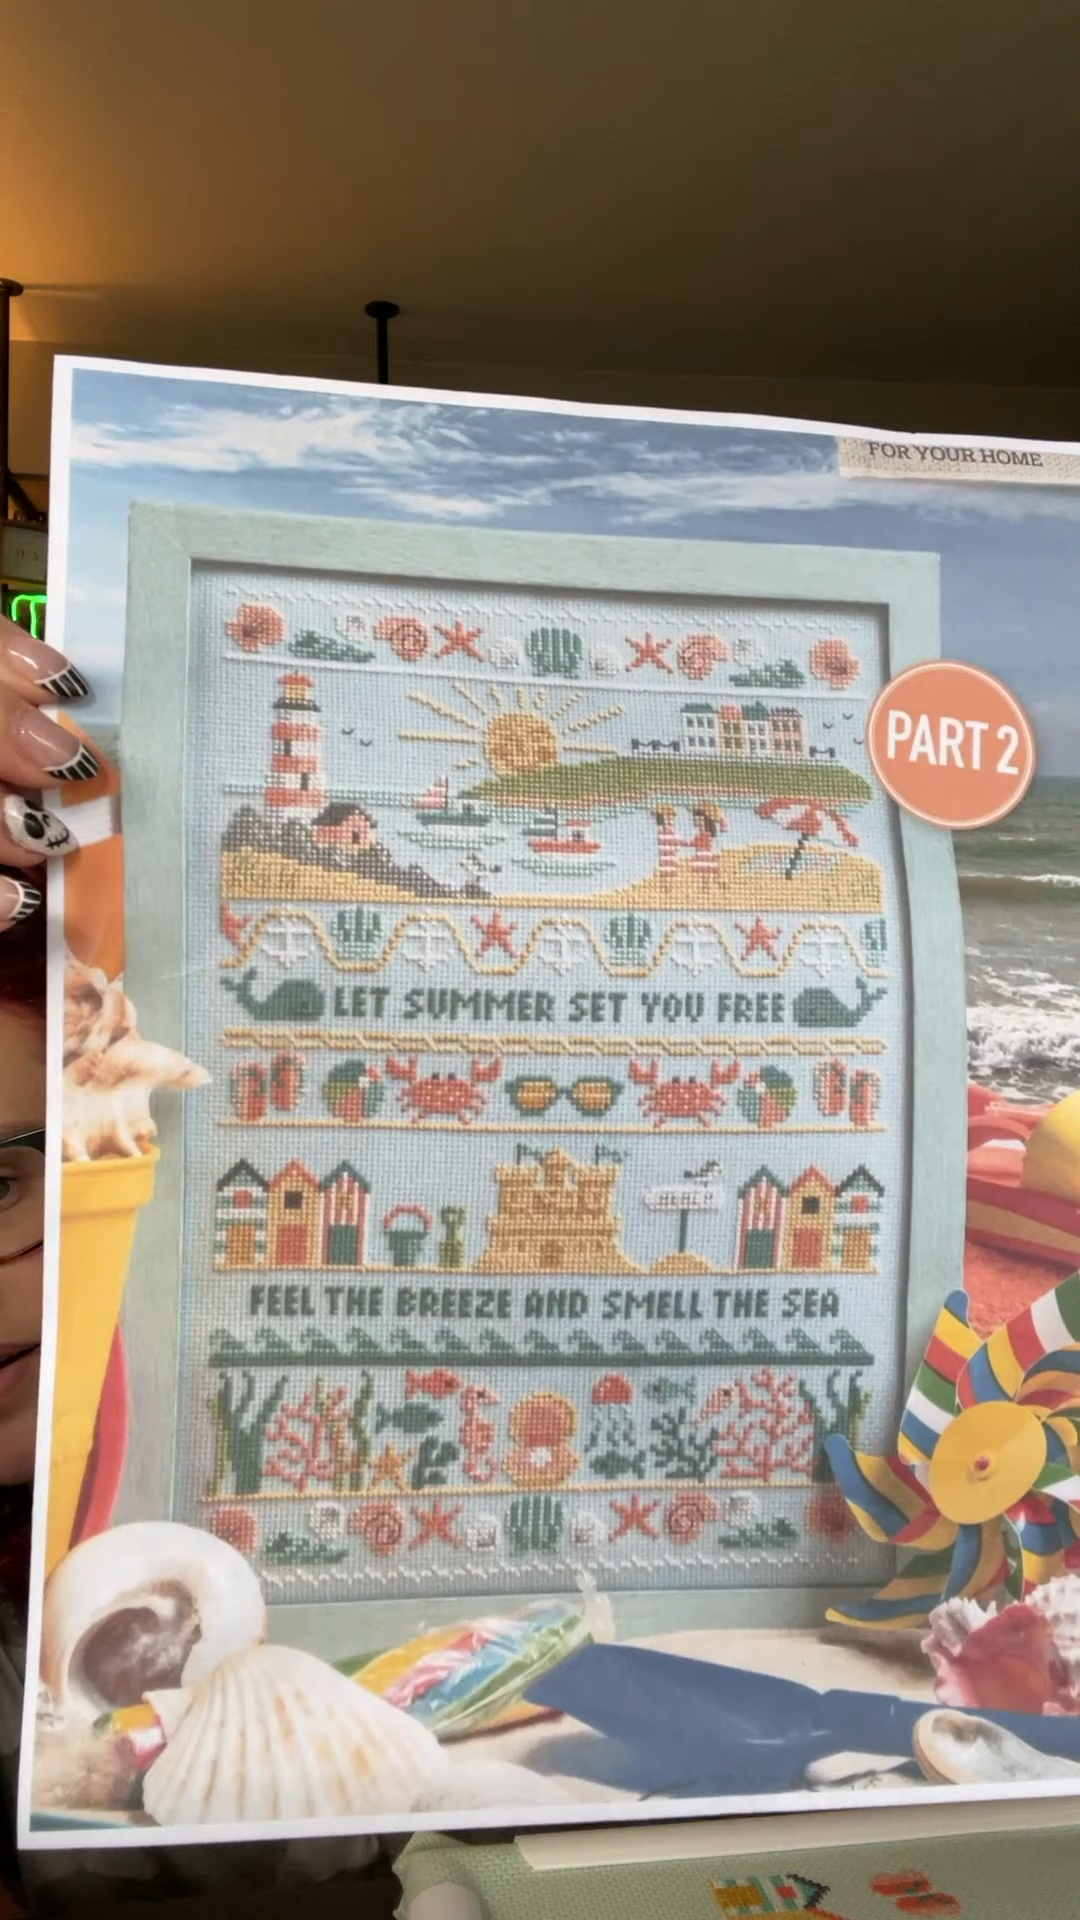 FOR YOUR HOME
PART 2
LET SUMMER SET YOU FREE
BEACH
FEEL THE BREEZE AND SMELL THE SEA